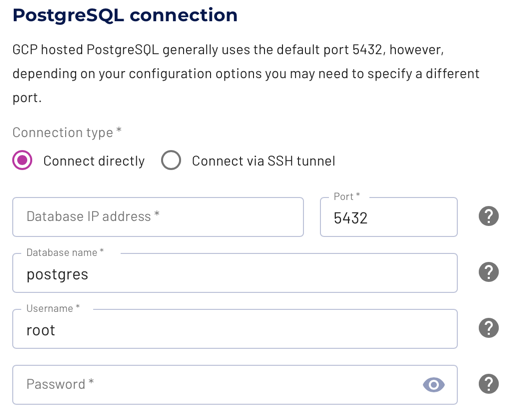 PostgreSQL connection
GCP hosted PostgreSQL generally uses the default port 5432, however,
depending on your configuration options you may need to specify a different
port.
Connection type *
Connect directly
Connect via SSH tunnel
Database IP address *
Port *
5432
?
Database name *
postgres
?
Username *
root
?
Password *
?